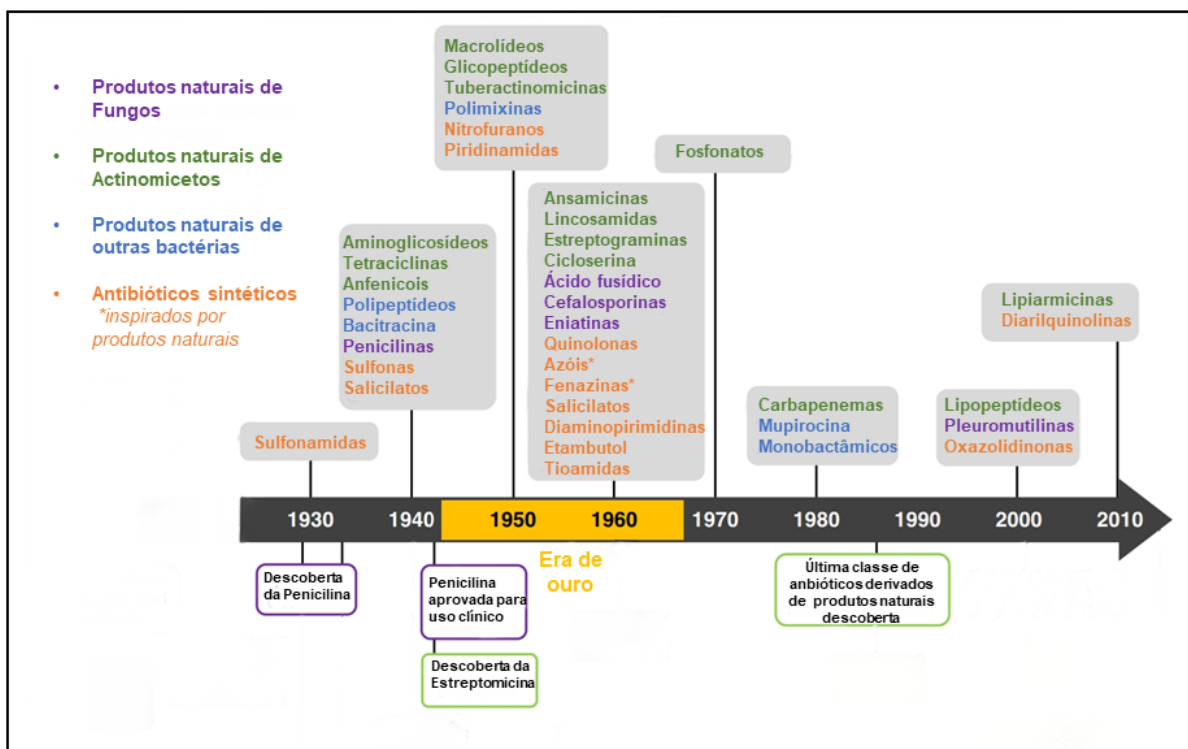 • Produtos naturais de
Fungos
• Produtos naturais de
Actinomicetos
• Produtos naturais de
outras bactérias
• Antibióticos sintéticos
*inspirados por
produtos naturais
Sulfonamidas
Aminoglicosídeos
Tetraciclinas
Anfenicois
Polipeptídeos
Bacitracina
Penicilinas
Sulfonas
Salicilatos
Macrolídeos
Glicopeptídeos
Tuberactinomicinas
Polimixinas
Nitrofuranos
Piridinamidas
Ansamicinas
Lincosamidas
Estreptograminas
Cicloserina
Ácido fusídico
Cefalosporinas
Eniatinas
Quinolonas
Azóis*
Fenazinas*
Salicilatos
Diaminopirimidinas
Etambutol
Tioamidas
Fosfonatos
Carbapenemas
Mupirocina
Monobactâmicos
Lipopeptídeos
Pleuromutilinas
Oxazolidinonas
Lipiarmicinas
Diarilquinolinas
1930 1940 1950 1960 1970 1980 1990 2000 2010
Era de
ouro
Descoberta
da Penicilina
Penicilina
aprovada para
uso clínico
Descoberta da
Estreptomicina
Última classe de
anbióticos derivados
de produtos naturais
descoberta